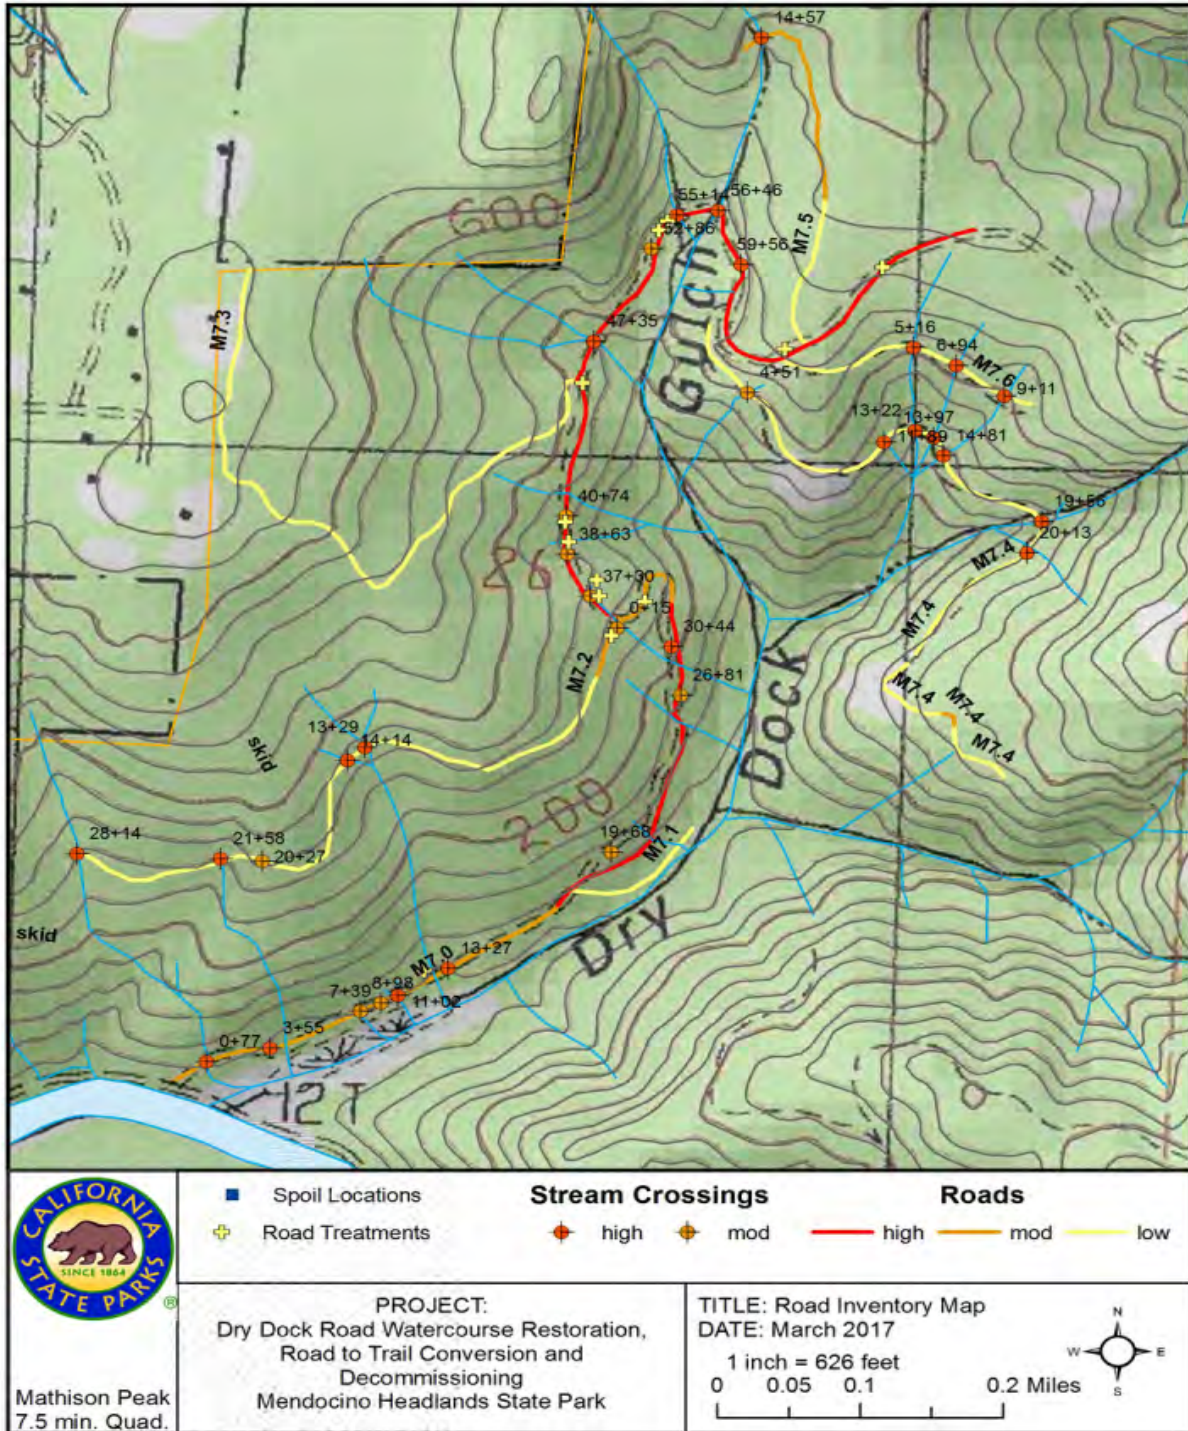 14+57
55+14
56+46
600
52+86
59+56
M7.5
M7.3
Gulch
47+35
5+16
6+94
M7.6
9+11
4+51
13+22
13+97
11+89
14+81
40+74
19+56
20+13
38+63
M7.4
26
37+30
0+15
M7.4
30+44
M7.2
26+81
M7.4
M7.4
M7.4
Dock
13+29
14+14
skid
200
28+14
21+58
20+27
19+68
M7.1
skid
Dry
M7.0
13+27
7+39
8+98
11+02
0+77
3+55
12T
Spoil Locations
Road Treatments
Stream Crossings
high
mod
Roads
high
mod
low
CALIFORNIA
SINCE 1864
STATE PARKS
®
Mathison Peak
7.5 min. Quad.
PROJECT:
Dry Dock Road Watercourse Restoration,
Road to Trail Conversion and
Decommissioning
Mendocino Headlands State Park
TITLE: Road Inventory Map
DATE: March 2017
1 inch = 626 feet
0 0.05 0.1 0.2 Miles
N
W E
S